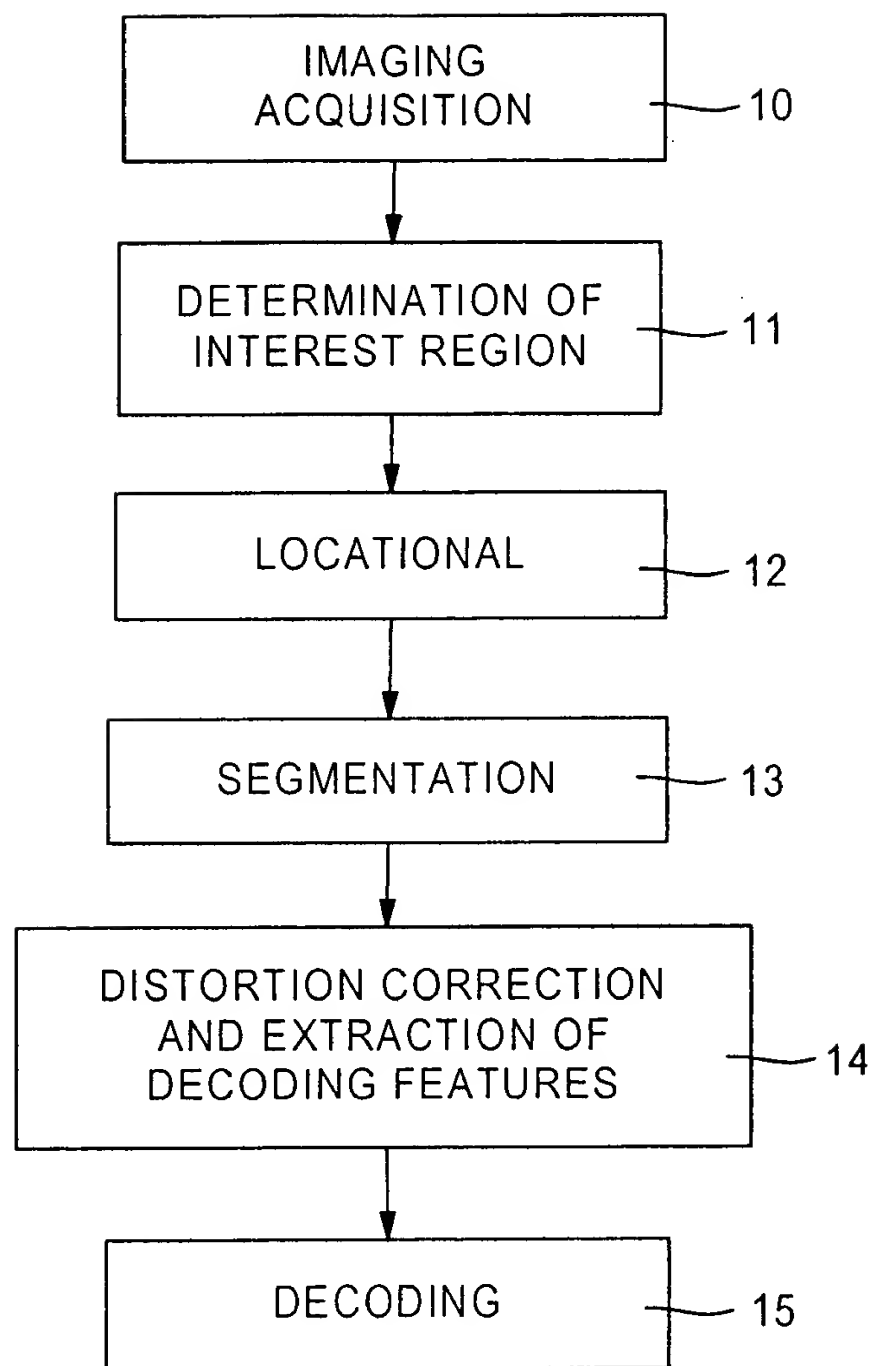 IMAGING
ACQUISITION
10
DETERMINATION OF
INTEREST REGION
11
LOCATIONAL
12
SEGMENTATION
13
DISTORTION CORRECTION
AND EXTRACTION OF
DECODING FEATURES
14
DECODING
15